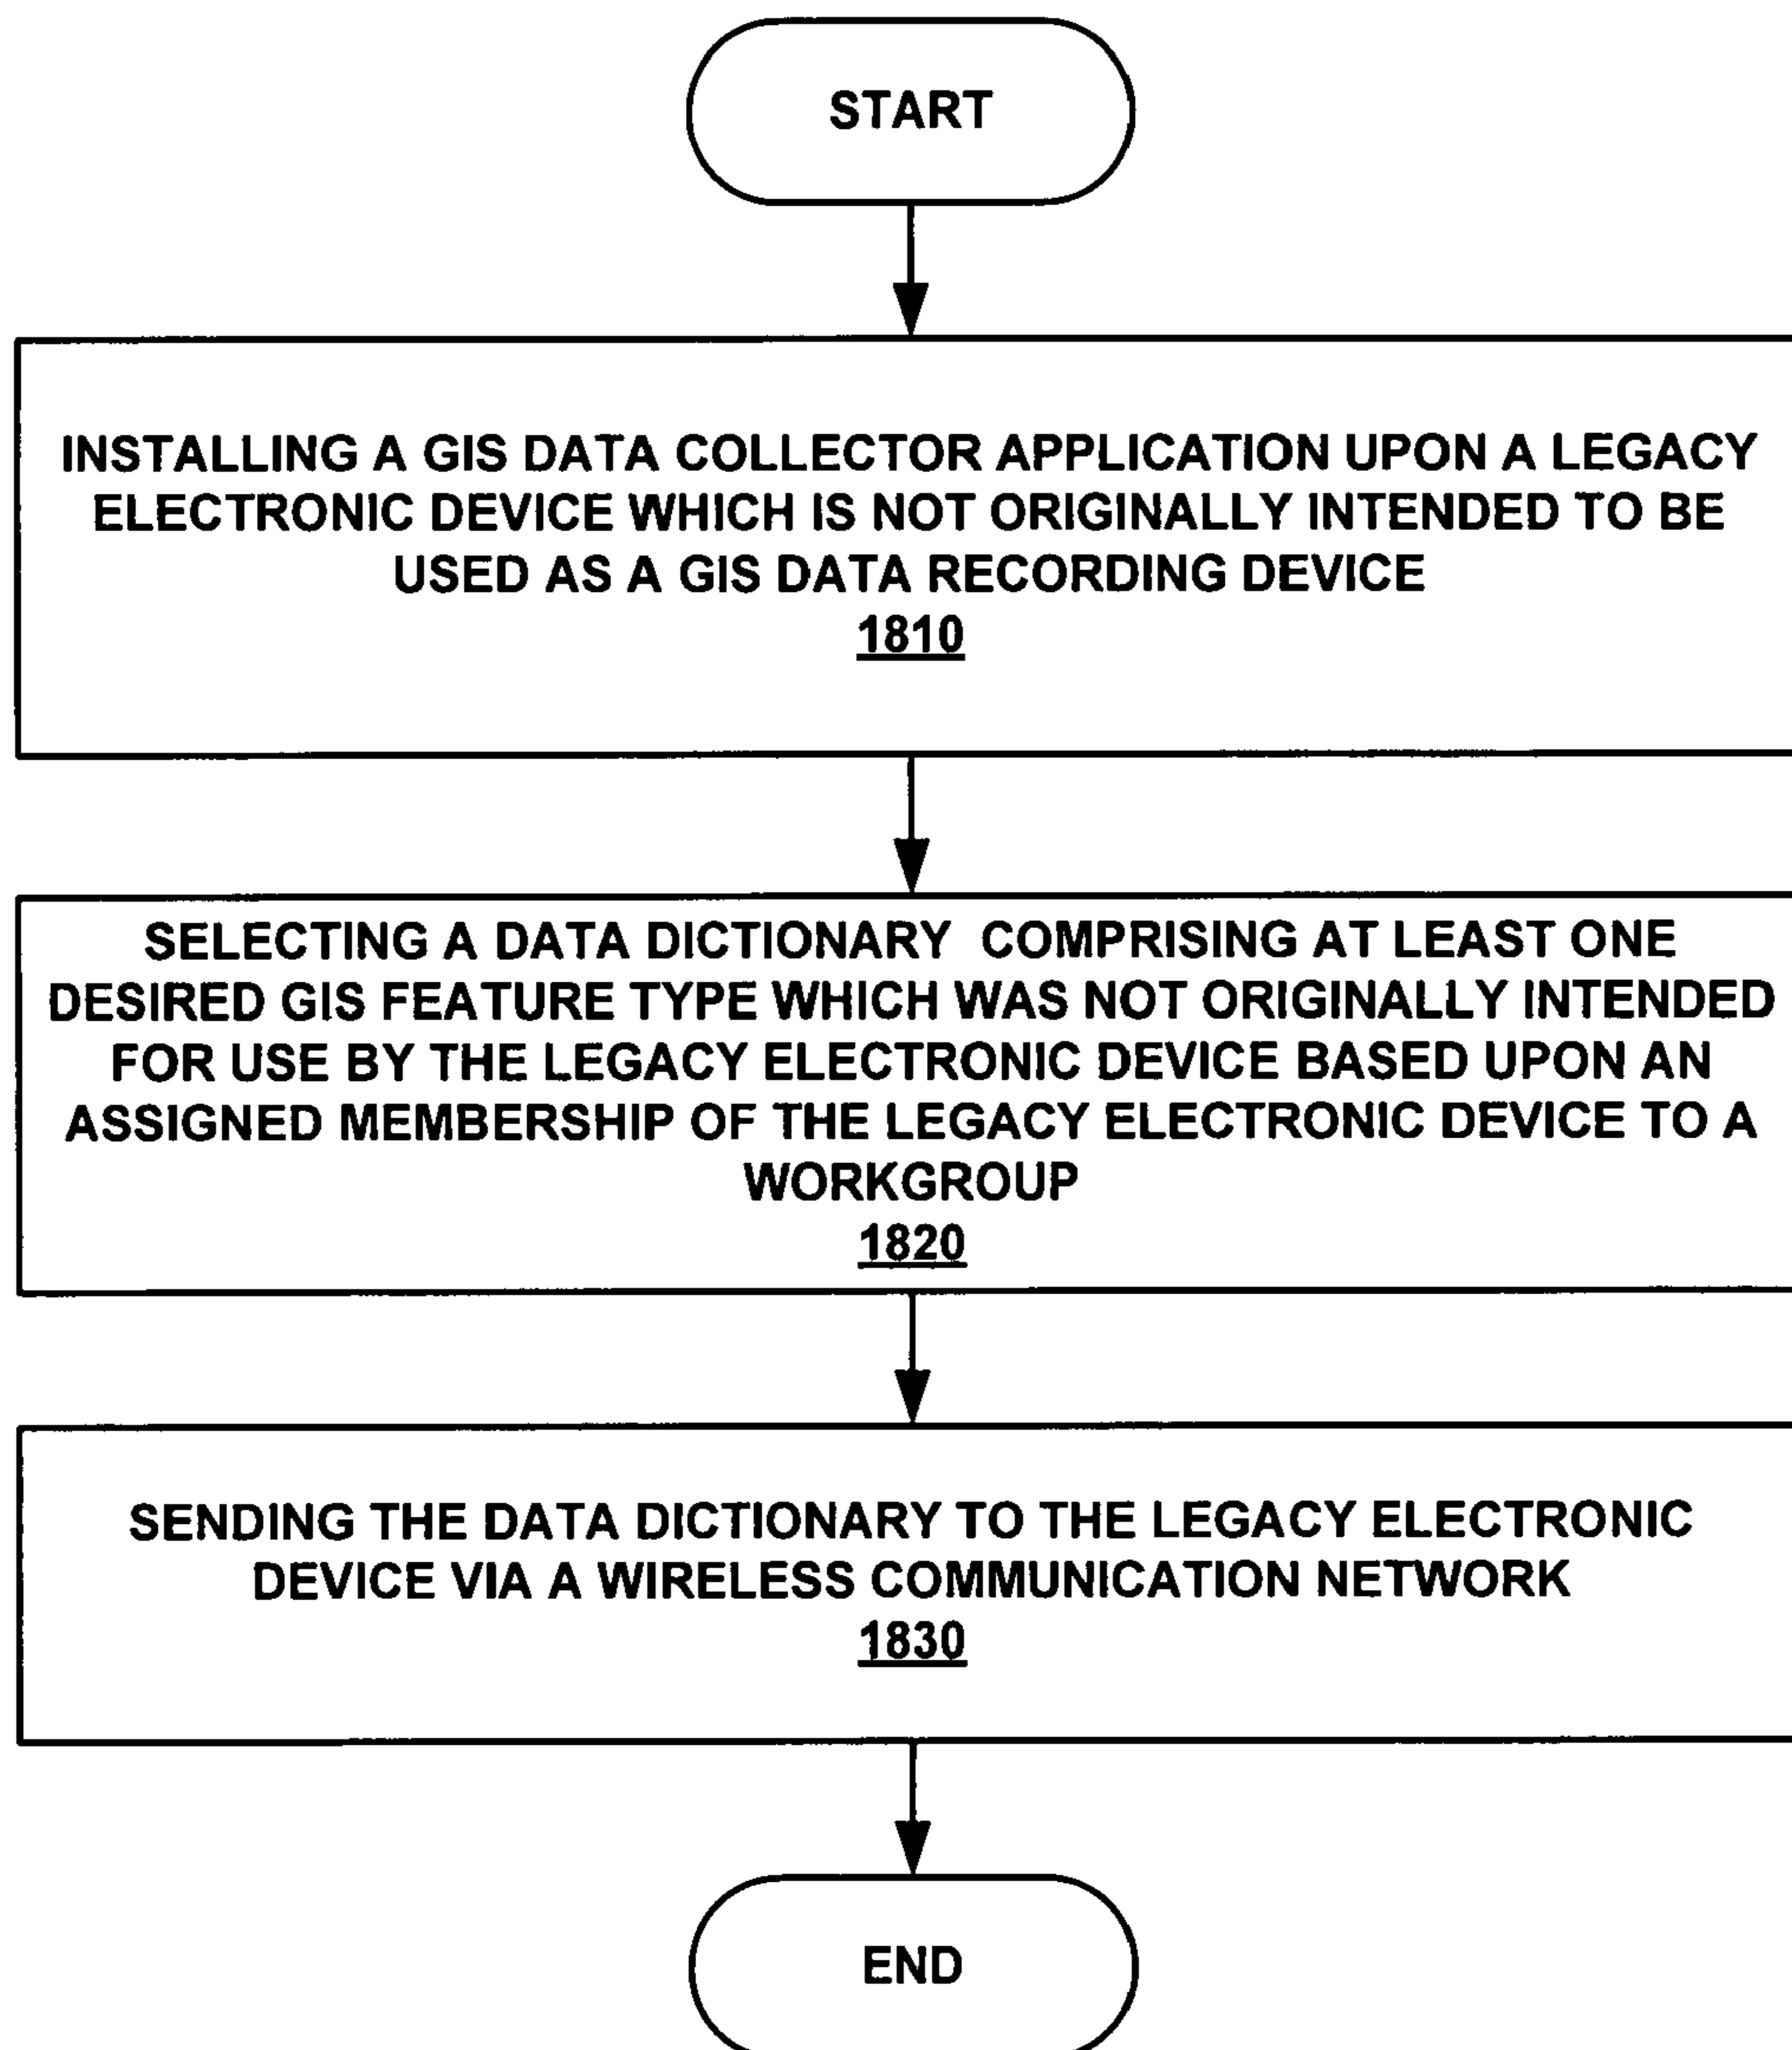 START
INSTALLING A GIS DATA COLLECTOR APPLICATION UPON A LEGACY
ELECTRONIC DEVICE WHICH IS NOT ORIGINALLY INTENDED TO BE
USED AS A GIS DATA RECORDING DEVICE
1810
SELECTING A DATA DICTIONARY COMPRISING AT LEAST ONE
DESIRED GIS FEATURE TYPE WHICH WAS NOT ORIGINALLY INTENDED
FOR USE BY THE LEGACY ELECTRONIC DEVICE BASED UPON AN
ASSIGNED MEMBERSHIP OF THE LEGACY ELECTRONIC DEVICE TO A
WORKGROUP
1820
SENDING THE DATA DICTIONARY TO THE LEGACY ELECTRONIC
DEVICE VIA A WIRELESS COMMUNICATION NETWORK
1830
END